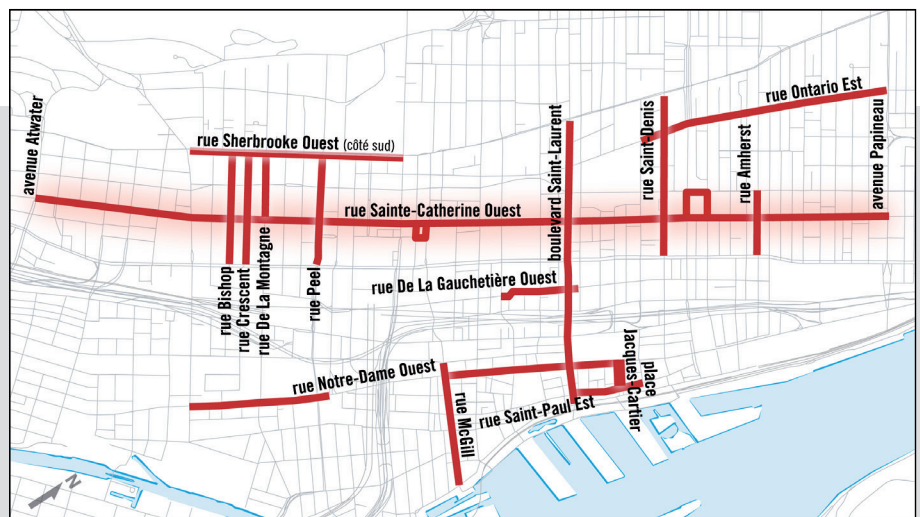 rue Ontario Est
avenue Atwater
rue Sherbrooke Ouest (côté sud)
boulevard Saint-Laurent
rue Saint-Denis
rue Amherst
avenue Papineau
rue Sainte-Catherine Ouest
rue Bishop
rue Crescent
rue De La Montagne
rue Peel
rue De La Gauchetière Ouest
rue Notre-Dame Ouest
rue McGill
rue Saint-Paul Est
place
Jacques-Cartier
N